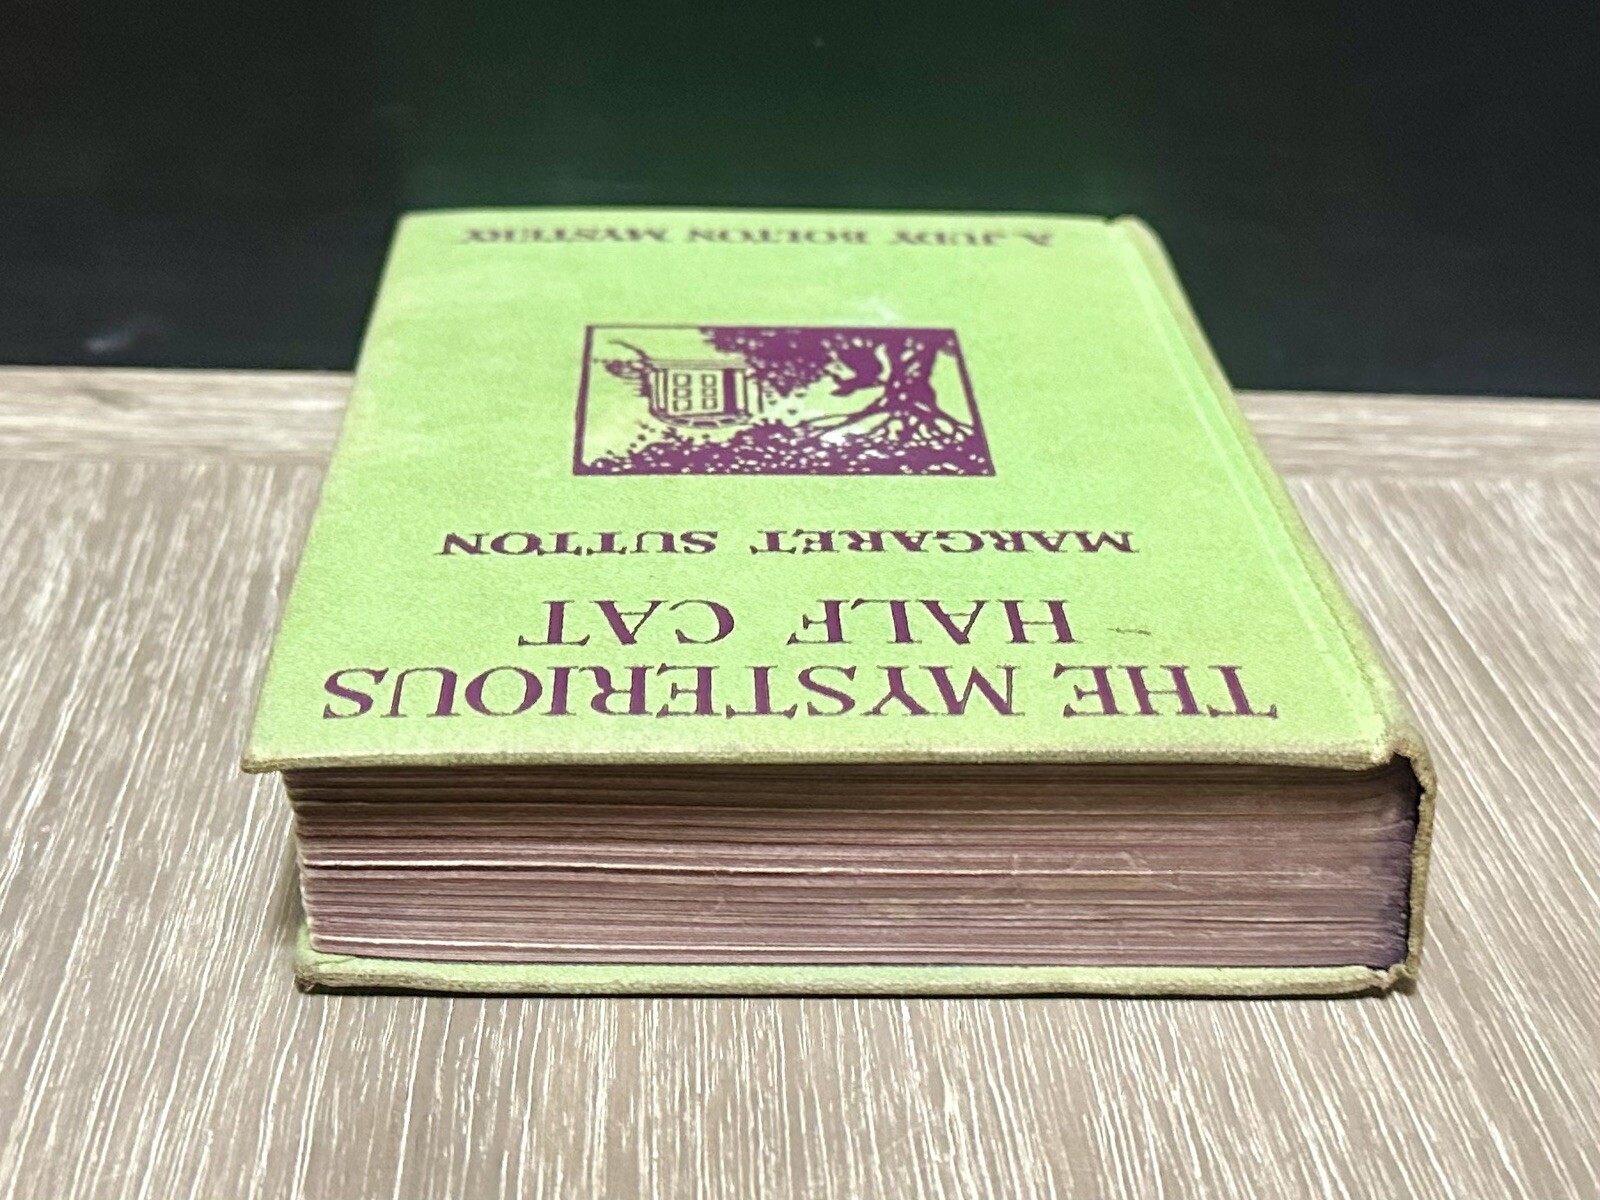 THE MYSTERIOUS
HALF CAT
MARGARET SUTTON
A JUDY BOLTON MYSTERY